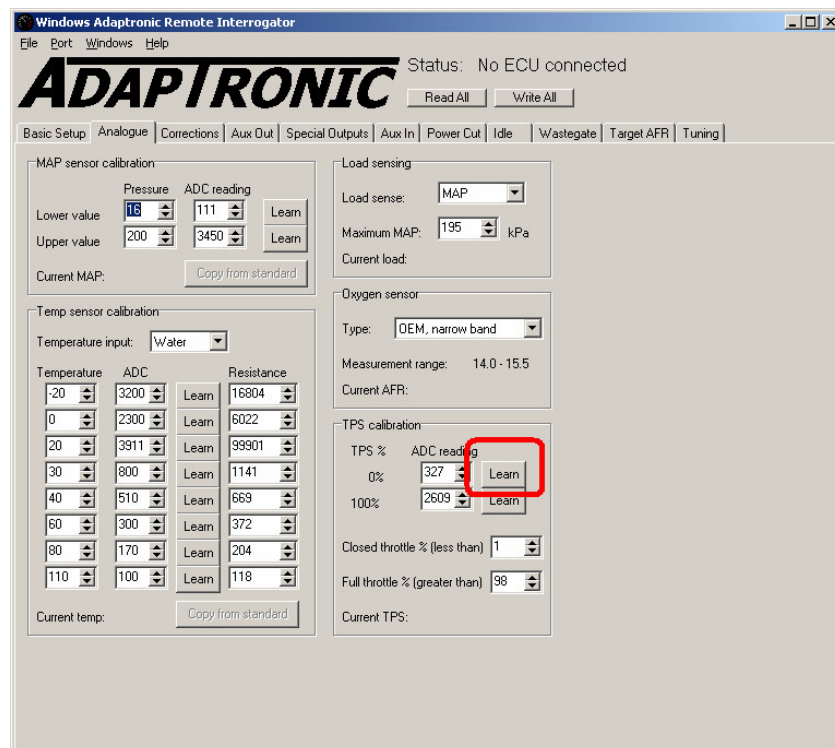 Windows Adaptronic Remote Interrogator
File Port Windows Help
ADAPTRONIC
Status: No ECU connected
Read All Write All
Basic Setup Analogue Corrections Aux Out Special Outputs Aux In Power Cut Idle Wastegate Target AFR Tuning
MAP sensor calibration
Pressure ADC reading
Lower value 16 111 Learn
Upper value 200 3450 Learn
Current MAP: Copy from standard
Temp sensor calibration
Temperature input: Water
Temperature ADC Resistance
-20 3200 Learn 16804
0 2300 Learn 6022
20 3911 Learn 99901
30 800 Learn 1141
40 510 Learn 669
60 300 Learn 372
80 170 Learn 204
110 100 Learn 118
Current temp: Copy from standard
Load sensing
Load sense: MAP
Maximum MAP: 195 kPa
Current load:
Oxygen sensor
Type: OEM, narrow band
Measurement range: 14.0 - 15.5
Current AFR:
TPS calibration
TPS % ADC reading
0% 327 Learn
100% 2609 Learn
Closed throttle % (less than) 1
Full throttle % (greater than) 98
Current TPS: